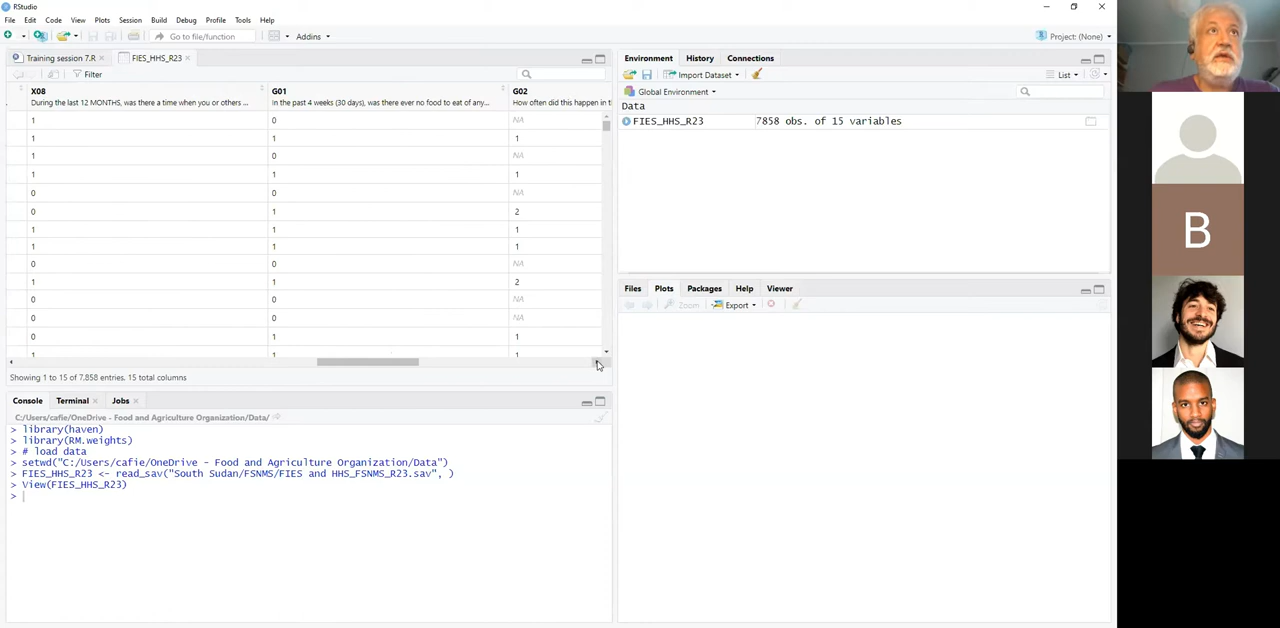 RStudio
File Edit Code View Plots Session Build Debug Profile Tools Help
Go to file/function Addins Project: (None)
Training session 7.R FIES_HHS_R23
Filter
X08 G01 G02
During the last 12 MONTHS, was there a time when you or others ... In the past 4 weeks (30 days), was there ever no food to eat of any... How often did this happen in t
1 0 NA
1 1 1
1 0 NA
1 1 1
0 0 NA
0 1 2
1 1 1
1 1 1
0 0 NA
1 1 2
0 0 NA
0 0 NA
0 1 1
1 1 1
Showing 1 to 15 of 7,858 entries, 15 total columns
Console Terminal Jobs
C:/Users/cafie/OneDrive - Food and Agriculture Organization/Data/
> library(haven)
> library(RM.weights)
> # load data
> setwd("C:/Users/cafie/OneDrive - Food and Agriculture Organization/Data")
> FIES_HHS_R23 <- read_sav("South Sudan/FSNMS/FIES and HHS_FSNMS_R23.sav", )
> View(FIES_HHS_R23)
>
Environment History Connections
Import Dataset List
Global Environment
Data
FIES_HHS_R23 7858 obs. of 15 variables
Files Plots Packages Help Viewer
Zoom Export
B